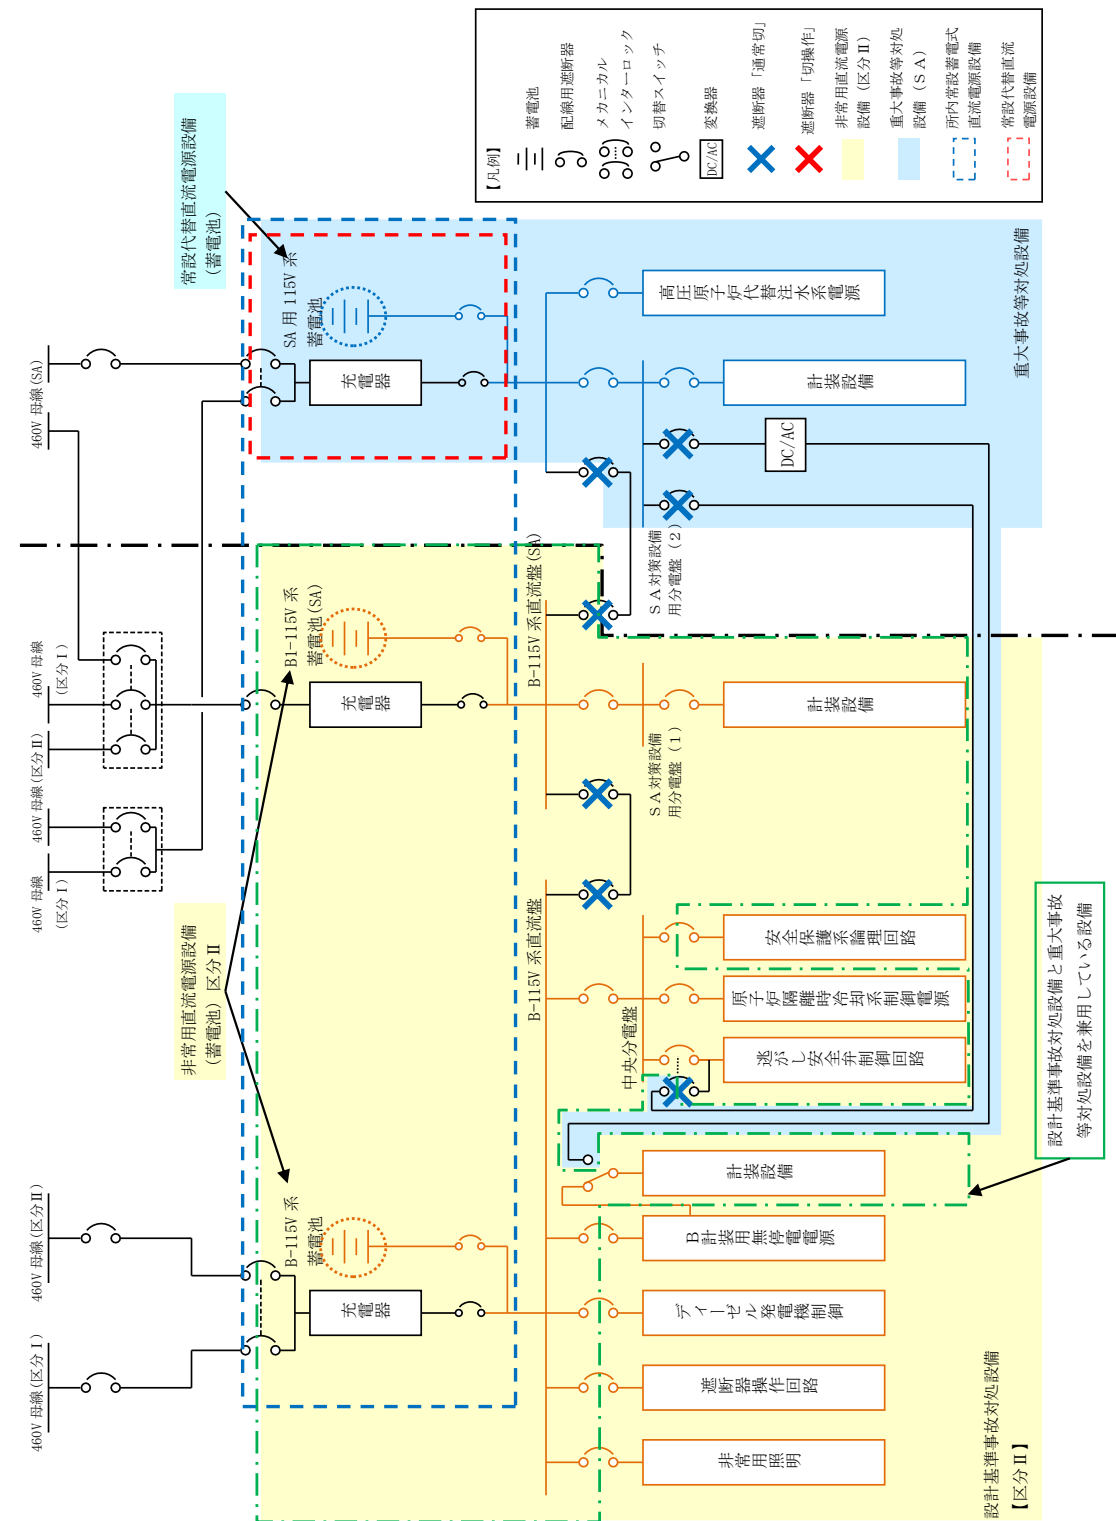 【凡例】
蓄電池
配線用遮断器
メカニカル
インターロック
切替スイッチ
DC/AC
変換器
遮断器「通常切」
遮断器「切操作」
非常用直流電源
設備（区分Ⅱ）
重大事故等対処
設備（ＳＡ）
所内常設蓄電式
直流電源設備
常設代替直流
電源設備
常設代替直流電源設備
（蓄電池）
460V 母線(SA)
SA 用 115V 系
蓄電池
充電器
高圧原子炉代替注水系電源
計装設備
DC/AC
ＳＡ対策設備
用分電盤（２）
重大事故等対処設備
460V 母線
（区分Ⅰ）
460V 母線(区分Ⅱ)
460V 母線
（区分Ⅰ）
B1-115V 系
蓄電池(SA)
充電器
B-115V 系直流盤(SA)
計装設備
ＳＡ対策設備
用分電盤（１）
非常用直流電源設備
（蓄電池）区分Ⅱ
B-115V 系直流盤
中央分電盤
安全保護系論理回路
原子炉隔離時冷却系制御電源
逃がし安全弁制御回路
計装設備
B計装用無停電電源
ディーゼル発電機制御
遮断器操作回路
非常用照明
460V 母線(区分Ⅱ)
460V 母線(区分Ⅰ)
B-115V 系
蓄電池
充電器
設計基準事故対処設備と重大事故
等対処設備を兼用している設備
設計基準事故対処設備
【区分Ⅱ】